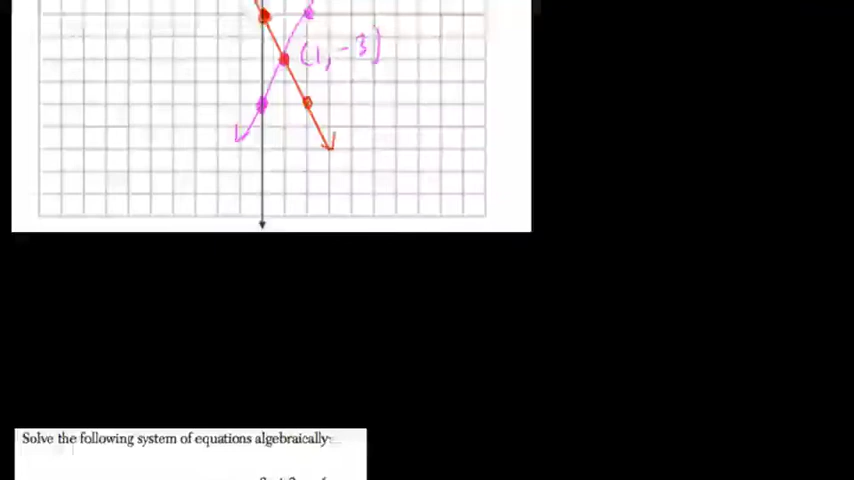 (1,-3)
Solve the following system of equations algebraically: